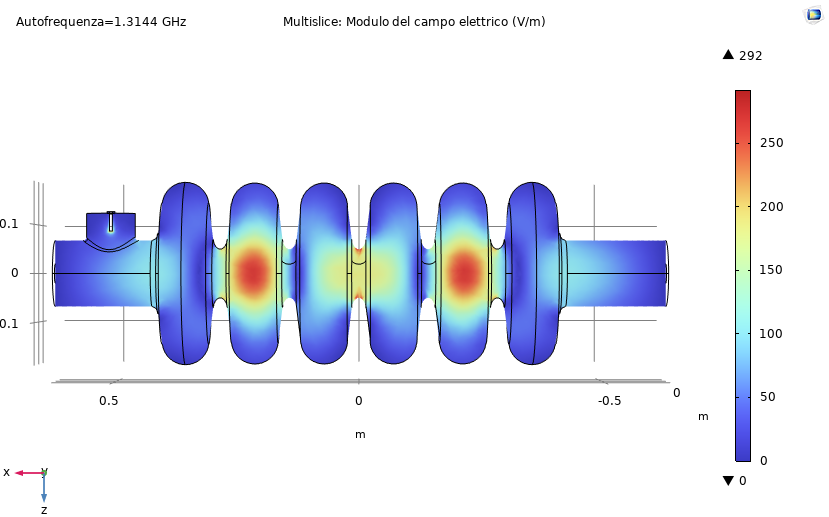 Autofrequenza=1.3144 GHz
Multislice: Modulo del campo elettrico (V/m)
▲ 292
250
200
150
100
50
0
▼ 0
0.1
0
0.1
0.5
0
-0.5
0
m
m
x
y
z